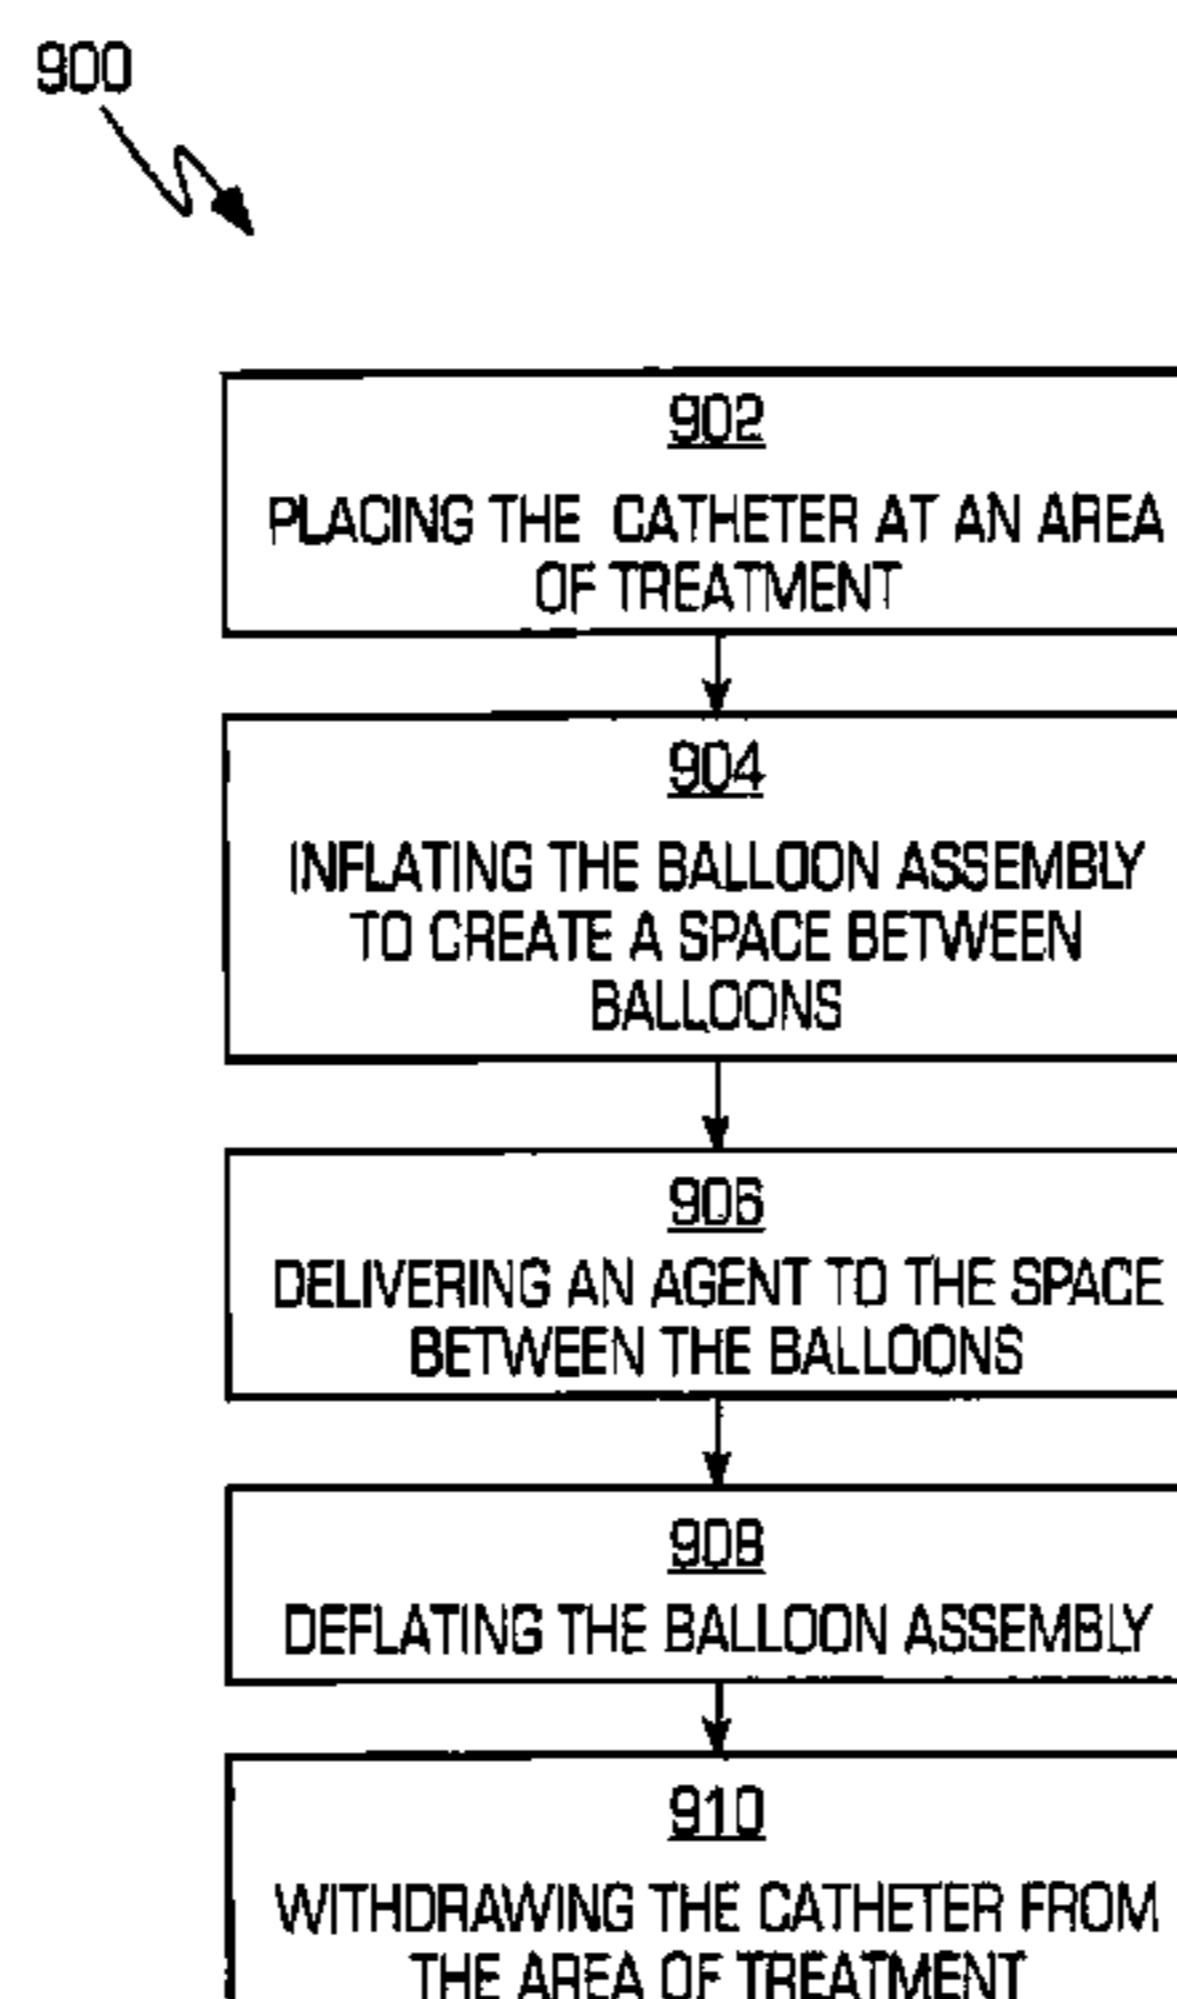 900
902
PLACING THE CATHETER AT AN AREA
OF TREATMENT
904
INFLATING THE BALLOON ASSEMBLY
TO CREATE A SPACE BETWEEN
BALLOONS
906
DELIVERING AN AGENT TO THE SPACE
BETWEEN THE BALLOONS
908
DEFLATING THE BALLOON ASSEMBLY
910
WITHDRAWING THE CATHETER FROM
THE AREA OF TREATMENT